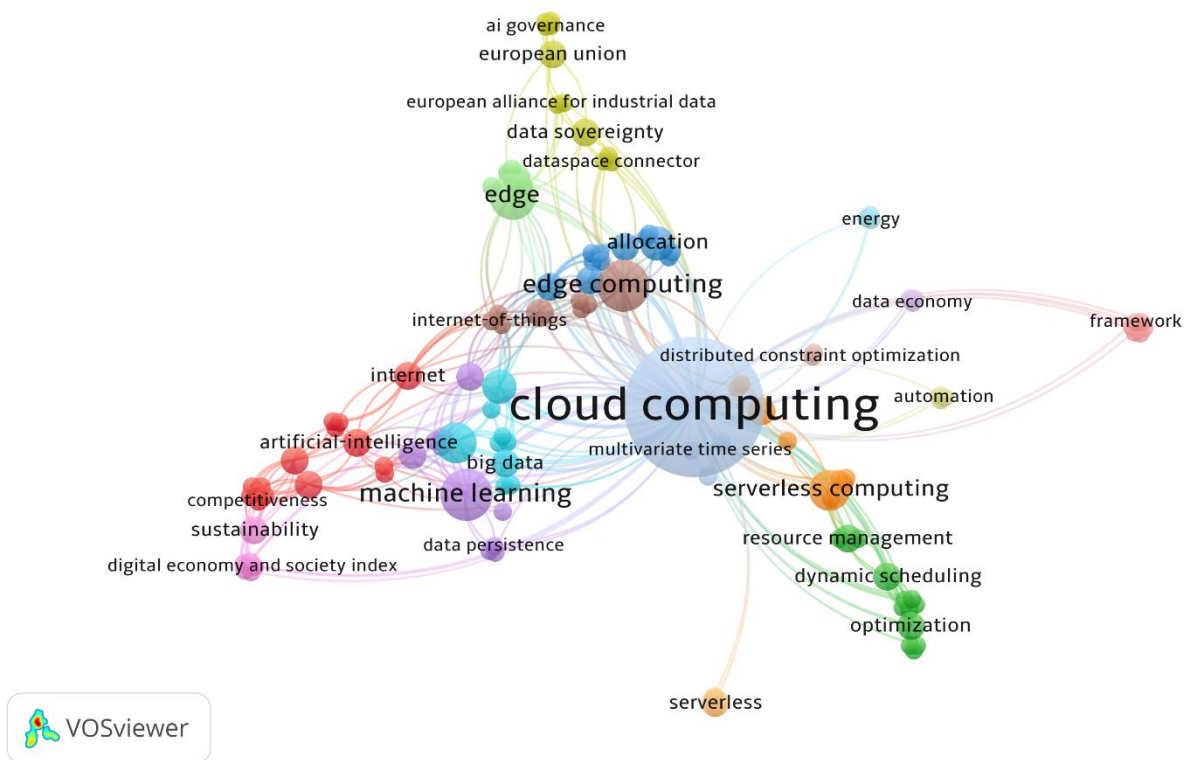 ai governance
european union
european alliance for industrial data
data sovereignty
dataspace connector
edge
energy
allocation
edge computing
data economy
internet-of-things
framework
distributed constraint optimization
internet
automation
cloud computing
artificial-intelligence
multivariate time series
big data
machine learning
serverless computing
competitiveness
sustainability
resource management
data persistence
digital economy and society index
dynamic scheduling
optimization
serverless
VOSviewer